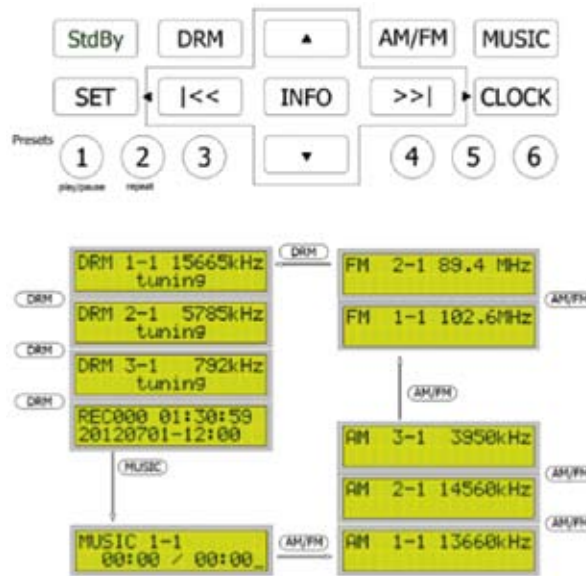 StdBy DRM ▲ AM/FM MUSIC
SET ◄ |<< INFO >>| ► CLOCK
Presets 1 2 3 ▼ 4 5 6
play/pause repeat
DRM 1-1 15665kHz
tuning
DRM
FM 2-1 89.4 MHz
DRM
AM/FM
DRM 2-1 5785kHz
tuning
FM 1-1 102.6MHz
DRM
DRM 3-1 792kHz
tuning
DRM
AM/FM
REC000 01:30:59
20120701-12:00
AM 3-1 3950kHz
MUSIC
AM/FM
AM 2-1 14560kHz
AM/FM
MUSIC 1-1
00:00 / 00:00_
AM/FM
AM 1-1 13660kHz